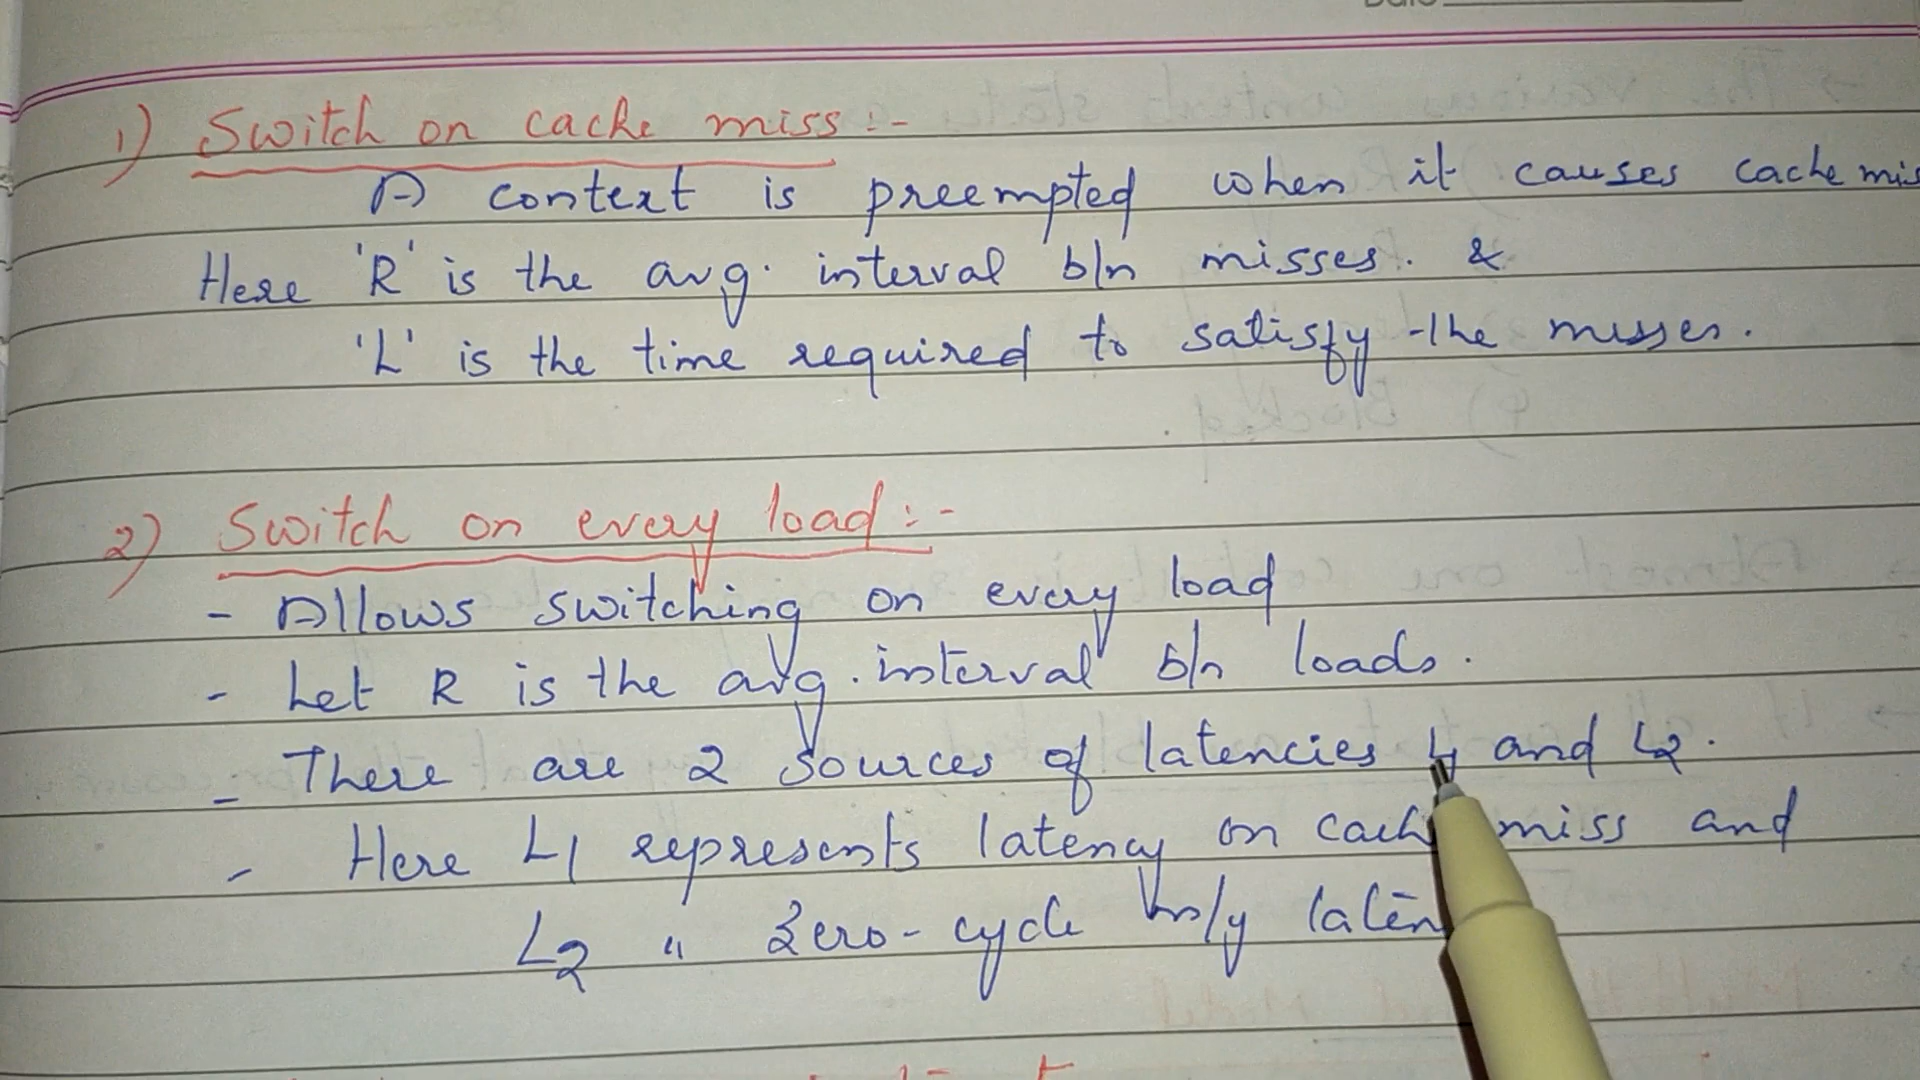 1) Switch on cache miss :-
A context is preempted when it causes cache mis
Here 'R' is the avg. interval b/n misses. &
'L' is the time required to satisfy the misses.
2) Switch on every load :-
- Allows switching on every load
- Let R is the avg. interval b/n loads.
- There are 2 sources of latencies L1 and L2.
- Here L1 represents latency on cach miss and
L2 " Zero-cycle laten